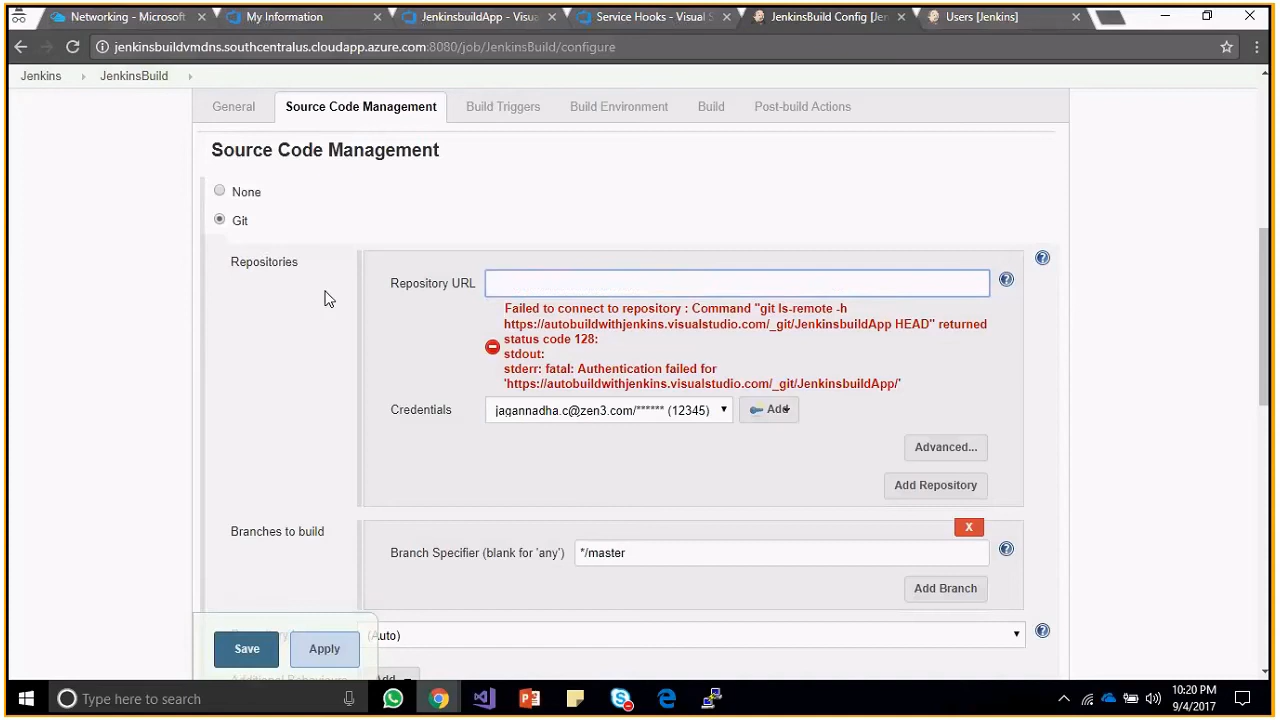 Networking - Microsoft
My Information
JenkinsbuildApp - Visu
Service Hooks - Visual S
JenkinsBuild Config [Jen
Users [Jenkins]
jenkinsbuildvmdns.southcentralus.cloudapp.azure.com:8080/job/JenkinsBuild/configure
Jenkins
JenkinsBuild
General
Source Code Management
Build Triggers
Build Environment
Build
Post-build Actions
Source Code Management
None
Git
Repositories
Repository URL
Failed to connect to repository : Command "git ls-remote -h
https://autobuildwithjenkins.visualstudio.com/_git/JenkinsbuildApp HEAD" returned
status code 128:
stdout:
stderr: fatal: Authentication failed for
'https://autobuildwithjenkins.visualstudio.com/_git/JenkinsbuildApp/'
Credentials
jagannadha.c@zen3.com/****** (12345)
Add
Advanced...
Add Repository
Branches to build
X
Branch Specifier (blank for 'any')
*/master
Add Branch
(Auto)
Save
Apply
Additional Behaviours
Add
Type here to search
10:20 PM
9/4/2017